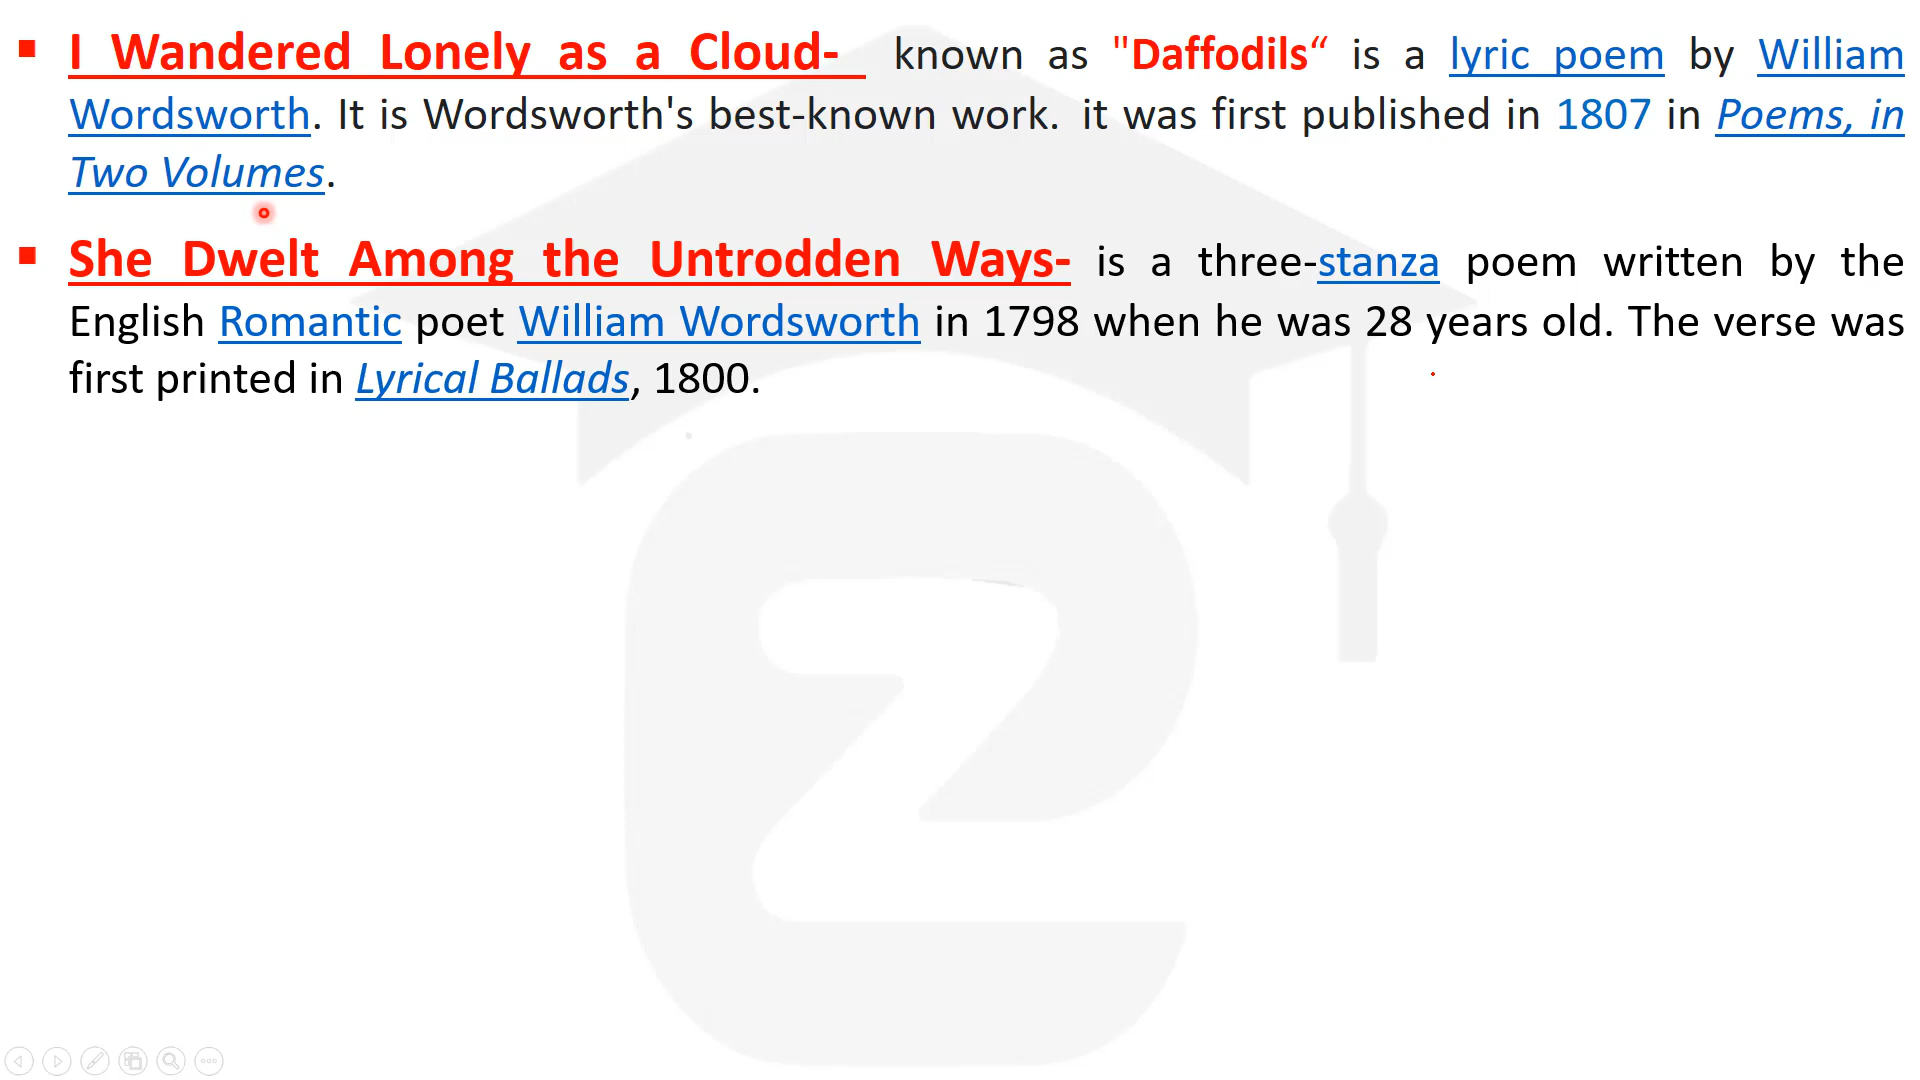 ▪ I Wandered Lonely as a Cloud- known as "Daffodils“ is a lyric poem by William
Wordsworth. It is Wordsworth's best-known work. it was first published in 1807 in Poems, in
Two Volumes.
▪ She Dwelt Among the Untrodden Ways- is a three-stanza poem written by the
English Romantic poet William Wordsworth in 1798 when he was 28 years old. The verse was
first printed in Lyrical Ballads, 1800.